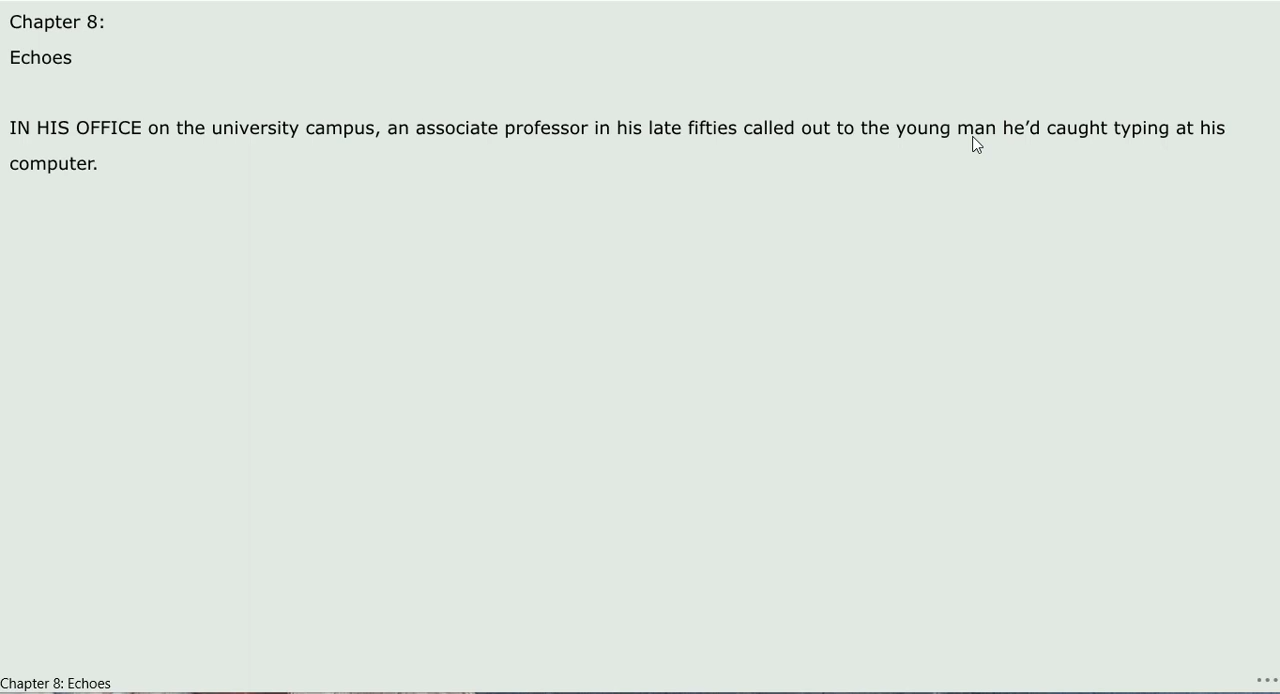 Chapter 8:
Echoes
IN HIS OFFICE on the university campus, an associate professor in his late fifties called out to the young man he’d caught typing at his
computer.
Chapter 8: Echoes